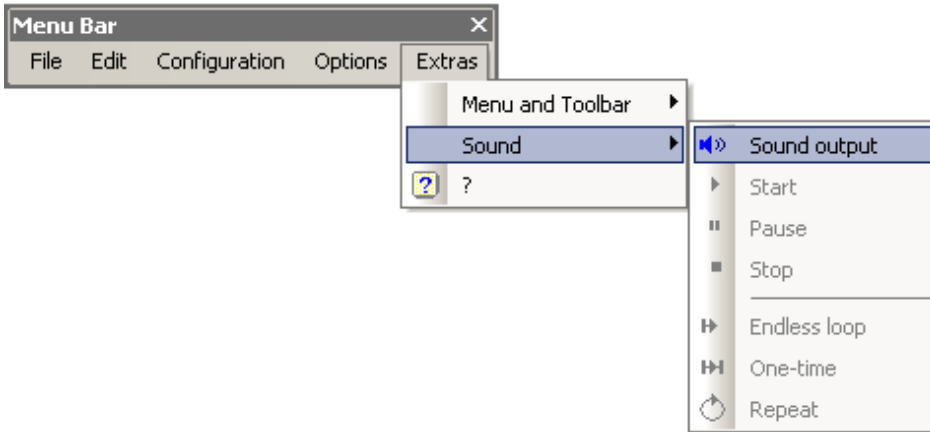 Menu Bar
File Edit Configuration Options Extras
Menu and Toolbar
Sound
? ?
Sound output
Start
Pause
Stop
Endless loop
One-time
Repeat